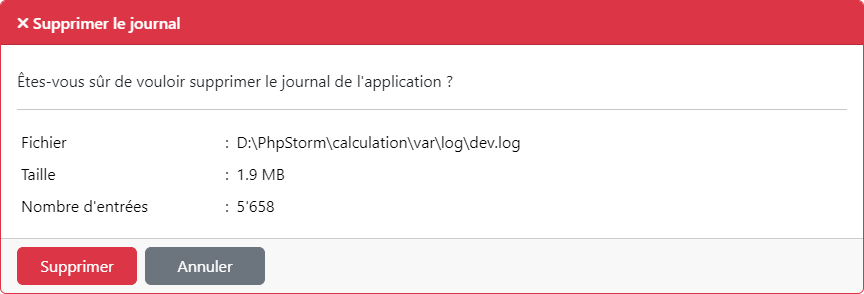 Supprimer le journal
Êtes-vous sûr de vouloir supprimer le journal de l'application ?
Fichier : D:\PhpStorm\calculation\var\log\dev.log
Taille : 1.9 MB
Nombre d'entrées : 5'658
Supprimer Annuler